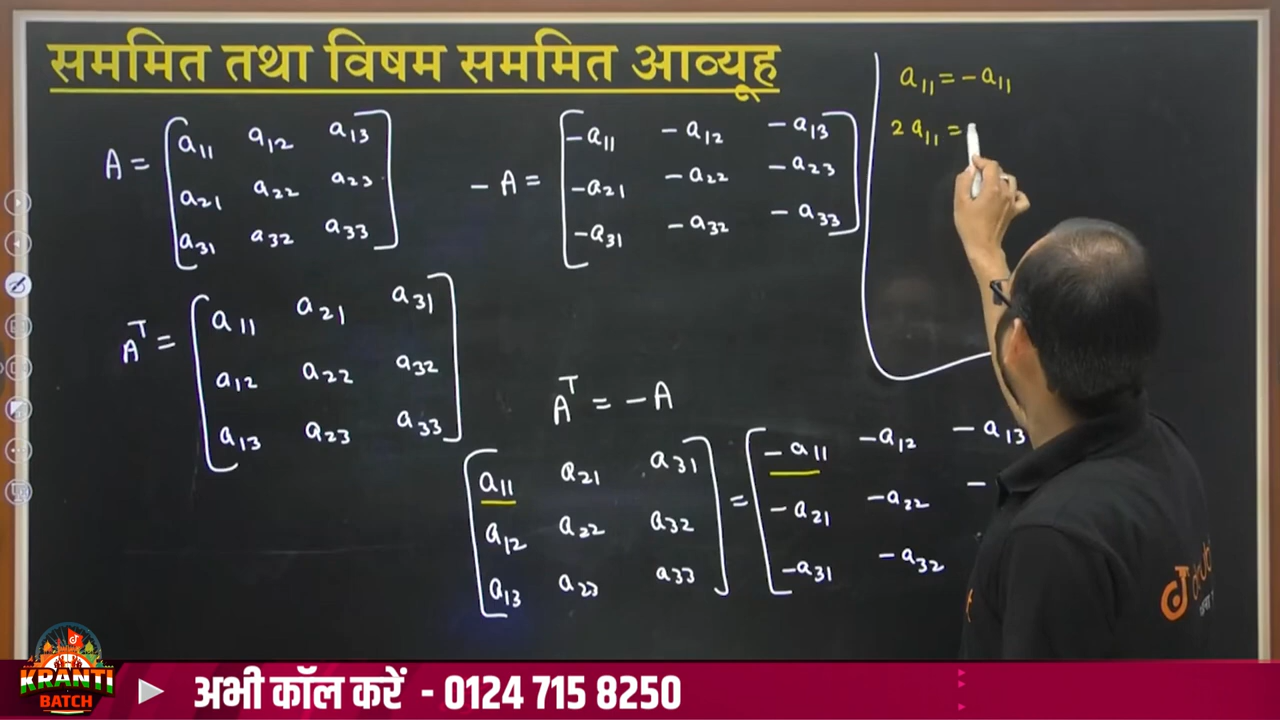 सममित तथा विषम सममित आव्यूह
A = [ a11 a12 a13
a21 a22 a23
a31 a32 a33 ]
- A = [ -a11 -a12 -a13
-a21 -a22 -a23
-a31 -a32 -a33 ]
a11 = -a11
2 a11 =
A^T = [ a11 a21 a31
a12 a22 a32
a13 a23 a33 ]
A^T = -A
[ a11 a21 a31
a12 a22 a32
a13 a23 a33 ]
= [ -a11 -a12 -a13
-a21 -a22 -
-a31 -a32
KRANTI
BATCH
अभी कॉल करें - 0124 715 8250